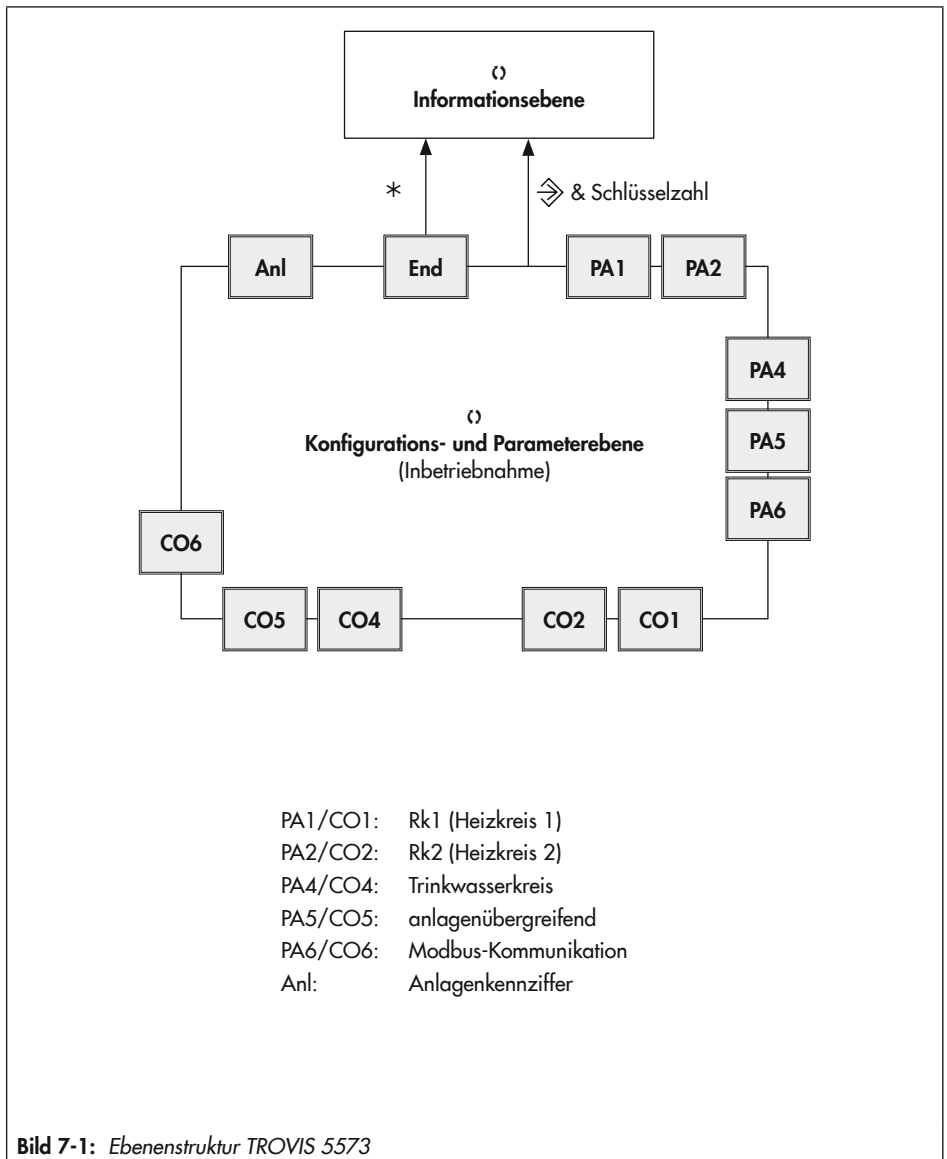 Informationsebene
*
& Schlüsselzahl
Anl
End
PA1
PA2
PA4
Konfigurations- und Parameterebene
PA5
(Inbetriebnahme)
PA6
CO6
CO5
CO4
CO2
CO1
PA1/CO1: Rk1 (Heizkreis 1)
PA2/CO2: Rk2 (Heizkreis 2)
PA4/CO4: Trinkwasserkreis
PA5/CO5: anlagenübergreifend
PA6/CO6: Modbus-Kommunikation
Anl: Anlagenkennziffer
Bild 7-1: Ebenenstruktur TROVIS 5573